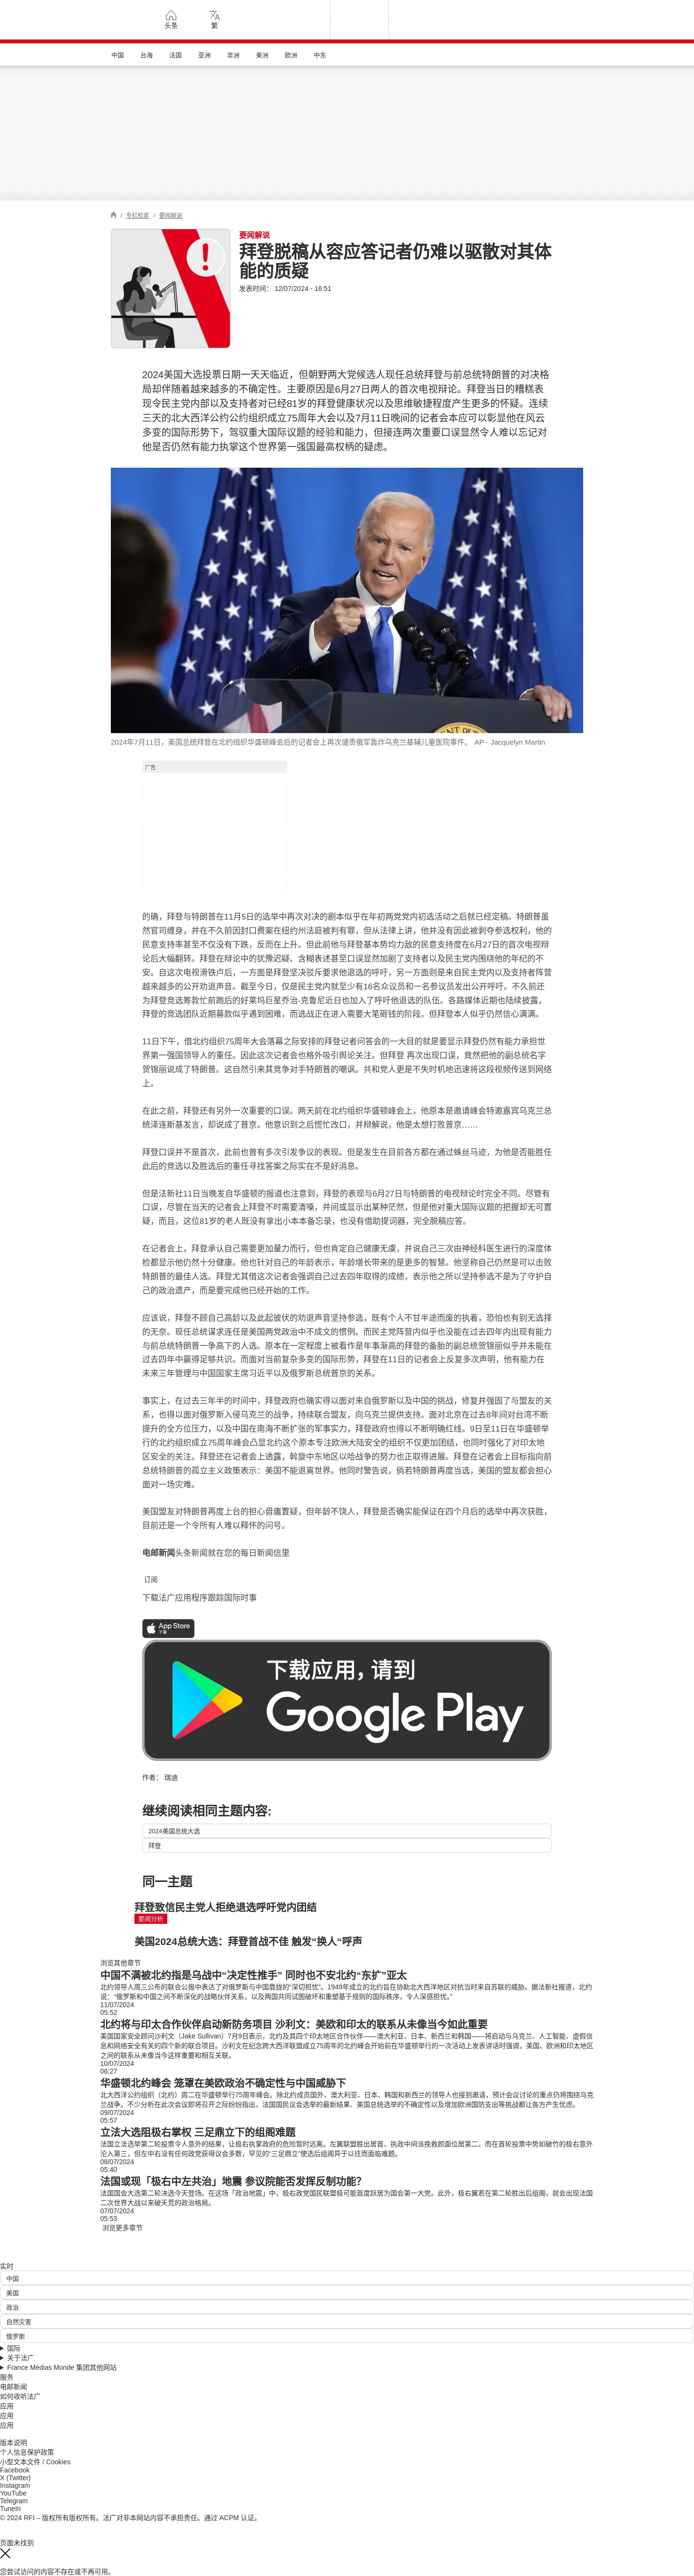 头条
繁
中国 台海 法国 亚洲 非洲 美洲 欧洲 中东
/ 专栏检索 / 要闻解说
要闻解说
拜登脱稿从容应答记者仍难以驱散对其体
能的质疑
发表时间： 12/07/2024 - 16:51
2024美国大选投票日期一天天临近，但朝野两大党候选人现任总统拜登与前总统特朗普的对决格
局却伴随着越来越多的不确定性。主要原因是6月27日两人的首次电视辩论。拜登当日的糟糕表
现令民主党内部以及支持者对已经81岁的拜登健康状况以及思维敏捷程度产生更多的怀疑。连续
三天的北大西洋公约公约组织成立75周年大会以及7月11日晚间的记者会本应可以彰显他在风云
多变的国际形势下，驾驭重大国际议题的经验和能力，但接连两次重要口误显然令人难以忘记对
他是否仍然有能力执掌这个世界第一强国最高权柄的疑虑。
2024年7月11日，美国总统拜登在北约组织华盛顿峰会后的记者会上再次谴责俄军轰炸乌克兰基辅儿童医院事件。 AP - Jacquelyn Martin
广告
的确，拜登与特朗普在11月5日的选举中再次对决的剧本似乎在年初两党党内初选活动之后就已经定稿。特朗普虽
然官司缠身，并在不久前因封口费案在纽约州法庭被判有罪，但从法律上讲，他并没有因此被剥夺参选权利，他的
民意支持率甚至不仅没有下跌，反而在上升。但此前他与拜登基本势均力敌的民意支持度在6月27日的首次电视辩
论后大幅翻转。拜登在辩论中的犹豫迟疑、含糊表述甚至口误显然加剧了支持者以及民主党内围绕他的年纪的不
安。自这次电视滑铁卢后，一方面是拜登坚决驳斥要求他退选的呼吁，另一方面则是来自民主党内以及支持者阵营
越来越多的公开劝退声音。截至今日，仅是民主党内就至少有16名众议员和一名参议员发出公开呼吁。不久前还
为拜登竞选筹款忙前跑后的好莱坞巨星乔治-克鲁尼近日也加入了呼吁他退选的队伍。各路媒体近期也陆续披露，
拜登的竞选团队近期募款似乎遇到困难，而选战正在进入需要大笔砸钱的阶段。但拜登本人似乎仍然信心满满。
11日下午，借北约组织75周年大会落幕之际安排的拜登记者问答会的一大目的就是要显示拜登仍然有能力承担世
界第一强国领导人的重任。因此这次记者会也格外吸引舆论关注。但拜登 再次出现口误，竟然把他的副总统名字
贺锦丽说成了特朗普。这自然引来其竞争对手特朗普的嘲讽。共和党人更是不失时机地迅速将这段视频传送到网络
上。
在此之前，拜登还有另外一次重要的口误。两天前在北约组织华盛顿峰会上，他原本是邀请峰会特邀嘉宾乌克兰总
统泽连斯基发言，却说成了普京。他意识到之后慌忙改口，并辩解说，他是太想打败普京……
拜登口误并不是首次，此前也曾有多次引发争议的表现。但是发生在目前各方都在通过蛛丝马迹，为他是否能胜任
此后的竞选以及胜选后的重任寻找答案之际实在不是好消息。
但是法新社11日当晚发自华盛顿的报道也注意到，拜登的表现与6月27日与特朗普的电视辩论时完全不同。尽管有
口误，尽管在当天的记者会上拜登不时需要清嗓，并间或显示出某种茫然，但是他对重大国际议题的把握却无可置
疑，而且，这位81岁的老人既没有拿出小本本备忘录，也没有借助提词器，完全脱稿应答。
在记者会上，拜登承认自己需要更加量力而行，但也肯自己健康无虞，并说自己三次由神经科医生进行的深度体
检都显示他仍然十分健康。他也针对自己的年龄表示，年龄增长带来的是更多的智慧。他坚称自己仍然是可以击败
特朗普的最佳人选。拜登尤其借这次记者会强调自己过去四年取得的成绩，表示他之所以坚持参选不是为了守护自
己的政治遗产，而是要完成他已经开始的工作。
应该说，拜登不顾自己高龄以及此起彼伏的劝退声音坚持参选，既有个人不甘半途而废的执着，恐怕也有别无选择
的无奈。现任总统谋求连任是美国两党政治中不成文的惯例。而民主党阵营内似乎也没能在过去四年内出现有能力
与前总统特朗普一争高下的人选。原本在一定程度上被看作是年事渐高的拜登的备胎的副总统贺锦丽似乎并未能在
过去四年中赢得足够共识。而面对当前复杂多变的国际形势，拜登在11日的记者会上反复多次声明，他有能力在
未来三年管理与中国国家主席习近平以及俄罗斯总统普京的关系。
事实上，在过去三年半的时间中，拜登政府也确实得以面对来自俄罗斯以及中国的挑战，修复并强固了与盟友的关
系，也得以面对俄罗斯入侵乌克兰的战争，持续联合盟友，向乌克兰提供支持。面对北京在过去8年间对台湾不断
提升的全方位压力，以及中国在南海不断扩张的军事实力，拜登政府也得以不断明确红线。9日至11日在华盛顿举
行的北约组织成立75周年峰会凸显北约这个原本专注欧洲大陆安全的组织不仅更加团结，也同时强化了对印太地
区安全的关注。拜登还在记者会上透露，斡旋中东地区以哈战争的努力也正取得进展。拜登在记者会上目标指向前
总统特朗普的孤立主义政策表示：美国不能退离世界。他同时警告说，倘若特朗普再度当选，美国的盟友都会担心
面对一场灾难。
美国盟友对特朗普再度上台的担心毋庸置疑，但年龄不饶人，拜登是否确实能保证在四个月后的选举中再次获胜，
目前还是一个令所有人难以释怀的问号。
电邮新闻头条新闻就在您的每日新闻信里
订阅
下载法广应用程序跟踪国际时事
App Store
下载
下载应用，请到
Google Play
作者： 瑞迪
继续阅读相同主题内容:
2024美国总统大选
拜登
同一主题
拜登致信民主党人拒绝退选呼吁党内团结
要闻分析
美国2024总统大选：拜登首战不佳 触发“换人“呼声
浏览其他章节
中国不满被北约指是乌战中“决定性推手” 同时也不安北约“东扩”亚太
北约领导人周三公布的联合公报中表达了对俄罗斯与中国靠拢的“深切担忧”。1949年成立的北约旨在协助北大西洋地区对抗当时来自苏联的威胁。据法新社报道，北约
说：“俄罗斯和中国之间不断深化的战略伙伴关系，以及两国共同试图破坏和重塑基于规则的国际秩序，令人深感担忧。”
11/07/2024
05:52
北约将与印太合作伙伴启动新防务项目 沙利文：美欧和印太的联系从未像当今如此重要
美国国家安全顾问沙利文（Jake Sullivan）7月9日表示，北约及其四个印太地区合作伙伴——澳大利亚、日本、新西兰和韩国——将启动与乌克兰、人工智能、虚假信
息和网络安全有关的四个新的联合项目。沙利文在纪念跨大西洋联盟成立75周年的北约峰会开始前在华盛顿举行的一次活动上发表讲话时强调，美国、欧洲和印太地区
之间的联系从未像当今这样重要和相互关联。
10/07/2024
06:27
华盛顿北约峰会 笼罩在美欧政治不确定性与中国威胁下
北大西洋公约组织（北约）周二在华盛顿举行75周年峰会。除北约成员国外，澳大利亚、日本、韩国和新西兰的领导人也接到邀请，预计会议讨论的重点仍将围绕乌克
兰战争。不少分析在此次会议即将召开之际纷纷指出，法国国民议会选举的最新结果、美国总统选举的不确定性以及增加欧洲国防支出等挑战都让各方产生忧虑。
09/07/2024
05:57
立法大选阻极右掌权 三足鼎立下的组阁难题
法国立法选举第二轮投票令人意外的结果，让极右执掌政府的危险暂时远离。左翼联盟胜出居首、执政中间派挽救颜面位居第二、而在首轮投票中势如破竹的极右意外
沦入第三，但左中右没有任何政党获得议会多数，罕见的“三足鼎立”使选后组阁异于以往而面临难题。
08/07/2024
05:40
法国或现「极右中左共治」地震 参议院能否发挥反制功能？
法国国会大选第二轮决选今天登场。在这场「政治地震」中，极右政党国民联盟极可能首度跃居为国会第一大党。此外，极右翼若在第二轮胜出后组阁，就会出现法国
二次世界大战以来破天荒的政治格局。
07/07/2024
05:53
浏览更多章节
实时
中国
美国
政治
自然灾害
俄罗斯
国际
关于法广
France Médias Monde 集团其他网站
服务
电邮新闻
如何收听法广
应用
应用
应用
版本说明
个人信息保护政策
小型文本文件 / Cookies
Facebook
X (Twitter)
Instagram
YouTube
Telegram
TuneIn
© 2024 RFI – 版权所有版权所有。法广对非本网站内容不承担责任。通过 ACPM 认证。
页面未找到
您尝试访问的内容不存在或不再可用。